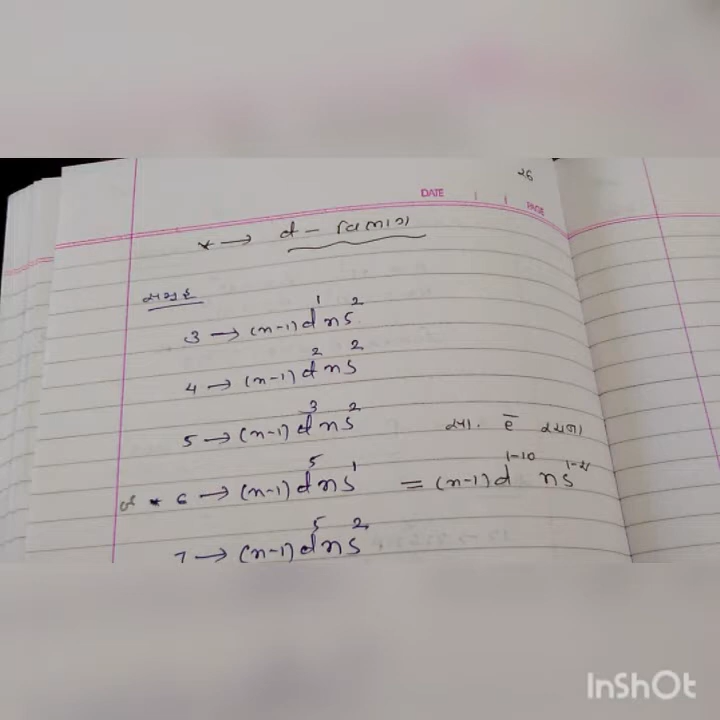 26
DATE PAGE
* → d - વિભાગ
સમૂહ
3 → (n-1)d¹ ns²
4 → (n-1)d² ns²
5 → (n-1)d³ ns²
સા. e̅ રચના
* 6 → (n-1)d⁵ ns¹ = (n-1)d¹⁻¹⁰ ns¹⁻²
7 → (n-1)d⁵ ns²
InShOt